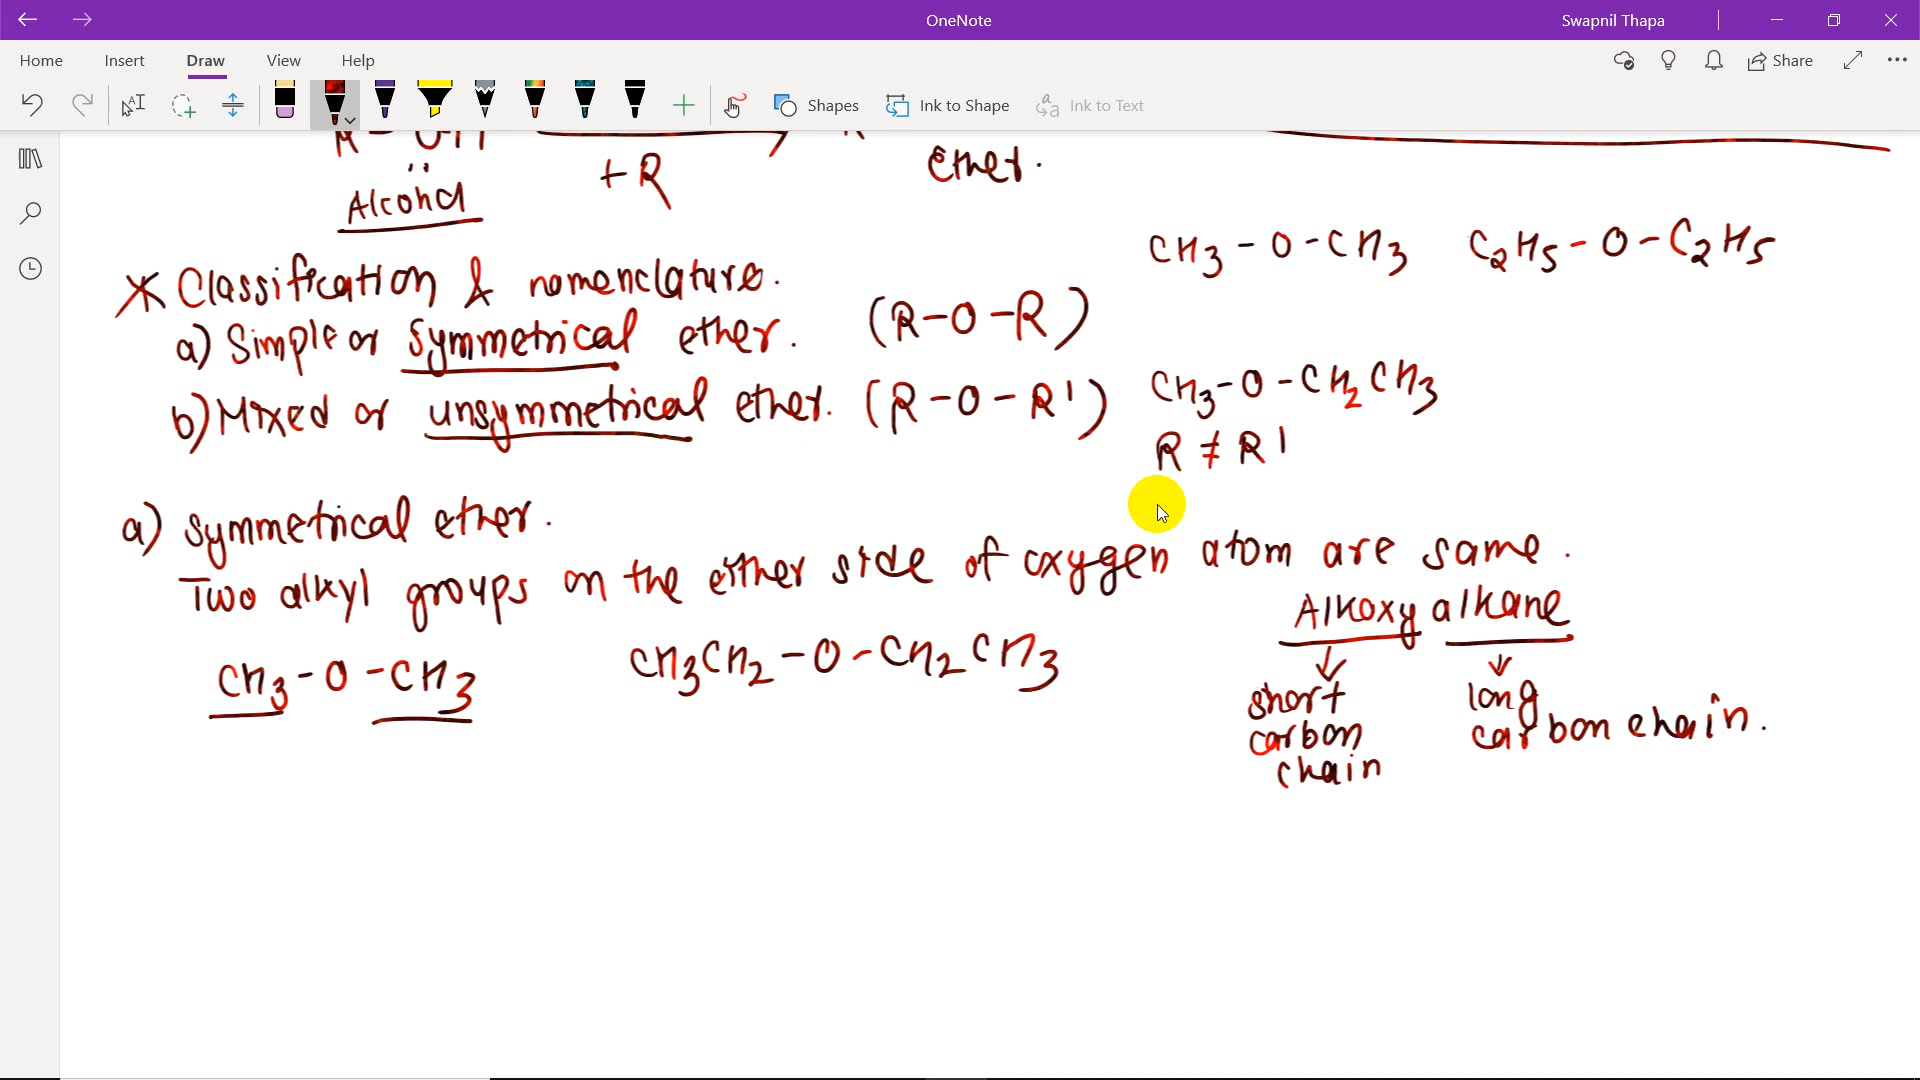 OneNote
Swapnil Thapa
Home Insert Draw View Help
Share
Shapes Ink to Shape Ink to Text
R - OH
+R
Ether.
Alcohol
CH3 - O - CH3 C2H5 - O - C2H5
* Classification & nomenclature.
a) Simple or symmetrical ether. (R-O-R)
b) Mixed or unsymmetrical ether. (R-O-R') CH3-O-CH2CH3
R ≠ R'
a) symmetrical ether.
Two alkyl groups on the either side of oxygen atom are same.
Alkoxy alkane
CH3-O-CH3 CH3CH2-O-CH2CH3
short carbon chain
long carbon chain.